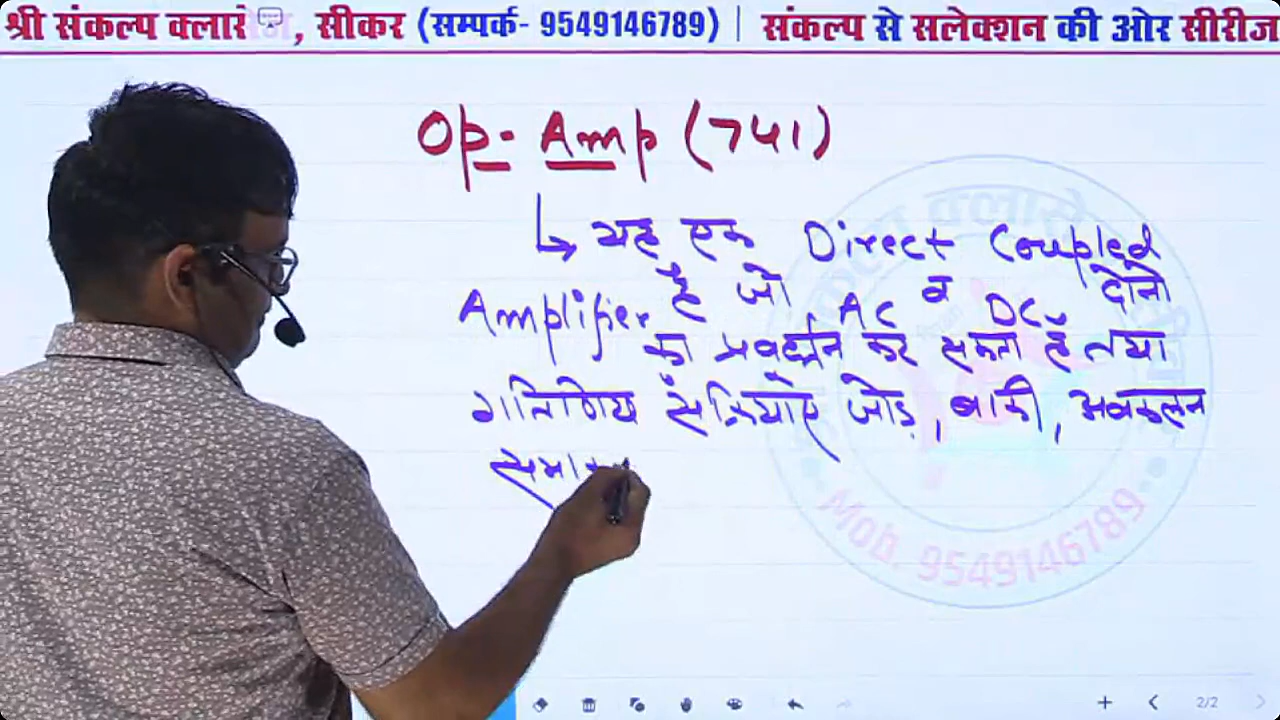 श्री संकल्प क्लासेस, सीकर (सम्पर्क- 9549146789) | संकल्प से सलेक्शन की ओर सीरीज
Op- Amp (741)
↳ यह एक Direct Coupled
Amplifier है जो AC व DC दोनो
का प्रवर्द्धन कर सकता है तथा
गणितिय संक्रियाएं जोड़, बाकी, अवकलन
समाक
Mob. 9549146789
2/2